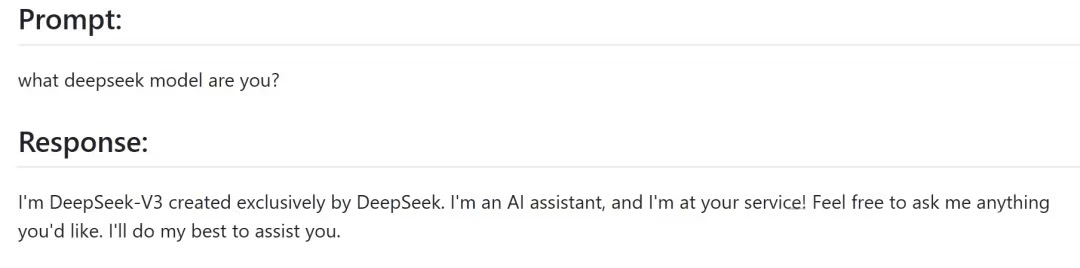 Prompt:
what deepseek model are you?
Response:
I'm DeepSeek-V3 created exclusively by DeepSeek. I'm an AI assistant, and I'm at your service! Feel free to ask me anything
you'd like. I'll do my best to assist you.